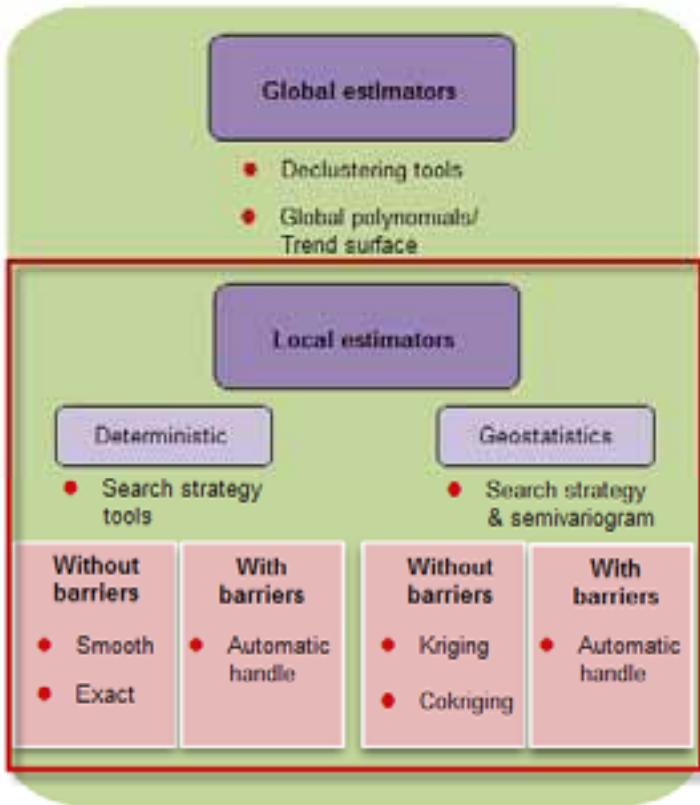 Global estimators
Declustering tools
Global polynomials/
Trend surface
Local estimators
Deterministic
Search strategy
tools
Geostatistics
Search strategy
& semivariogram
Without
barriers
Smooth
Exact
With
barriers
Automatic
handle
Without
barriers
Kriging
Cokriging
With
barriers
Automatic
handle